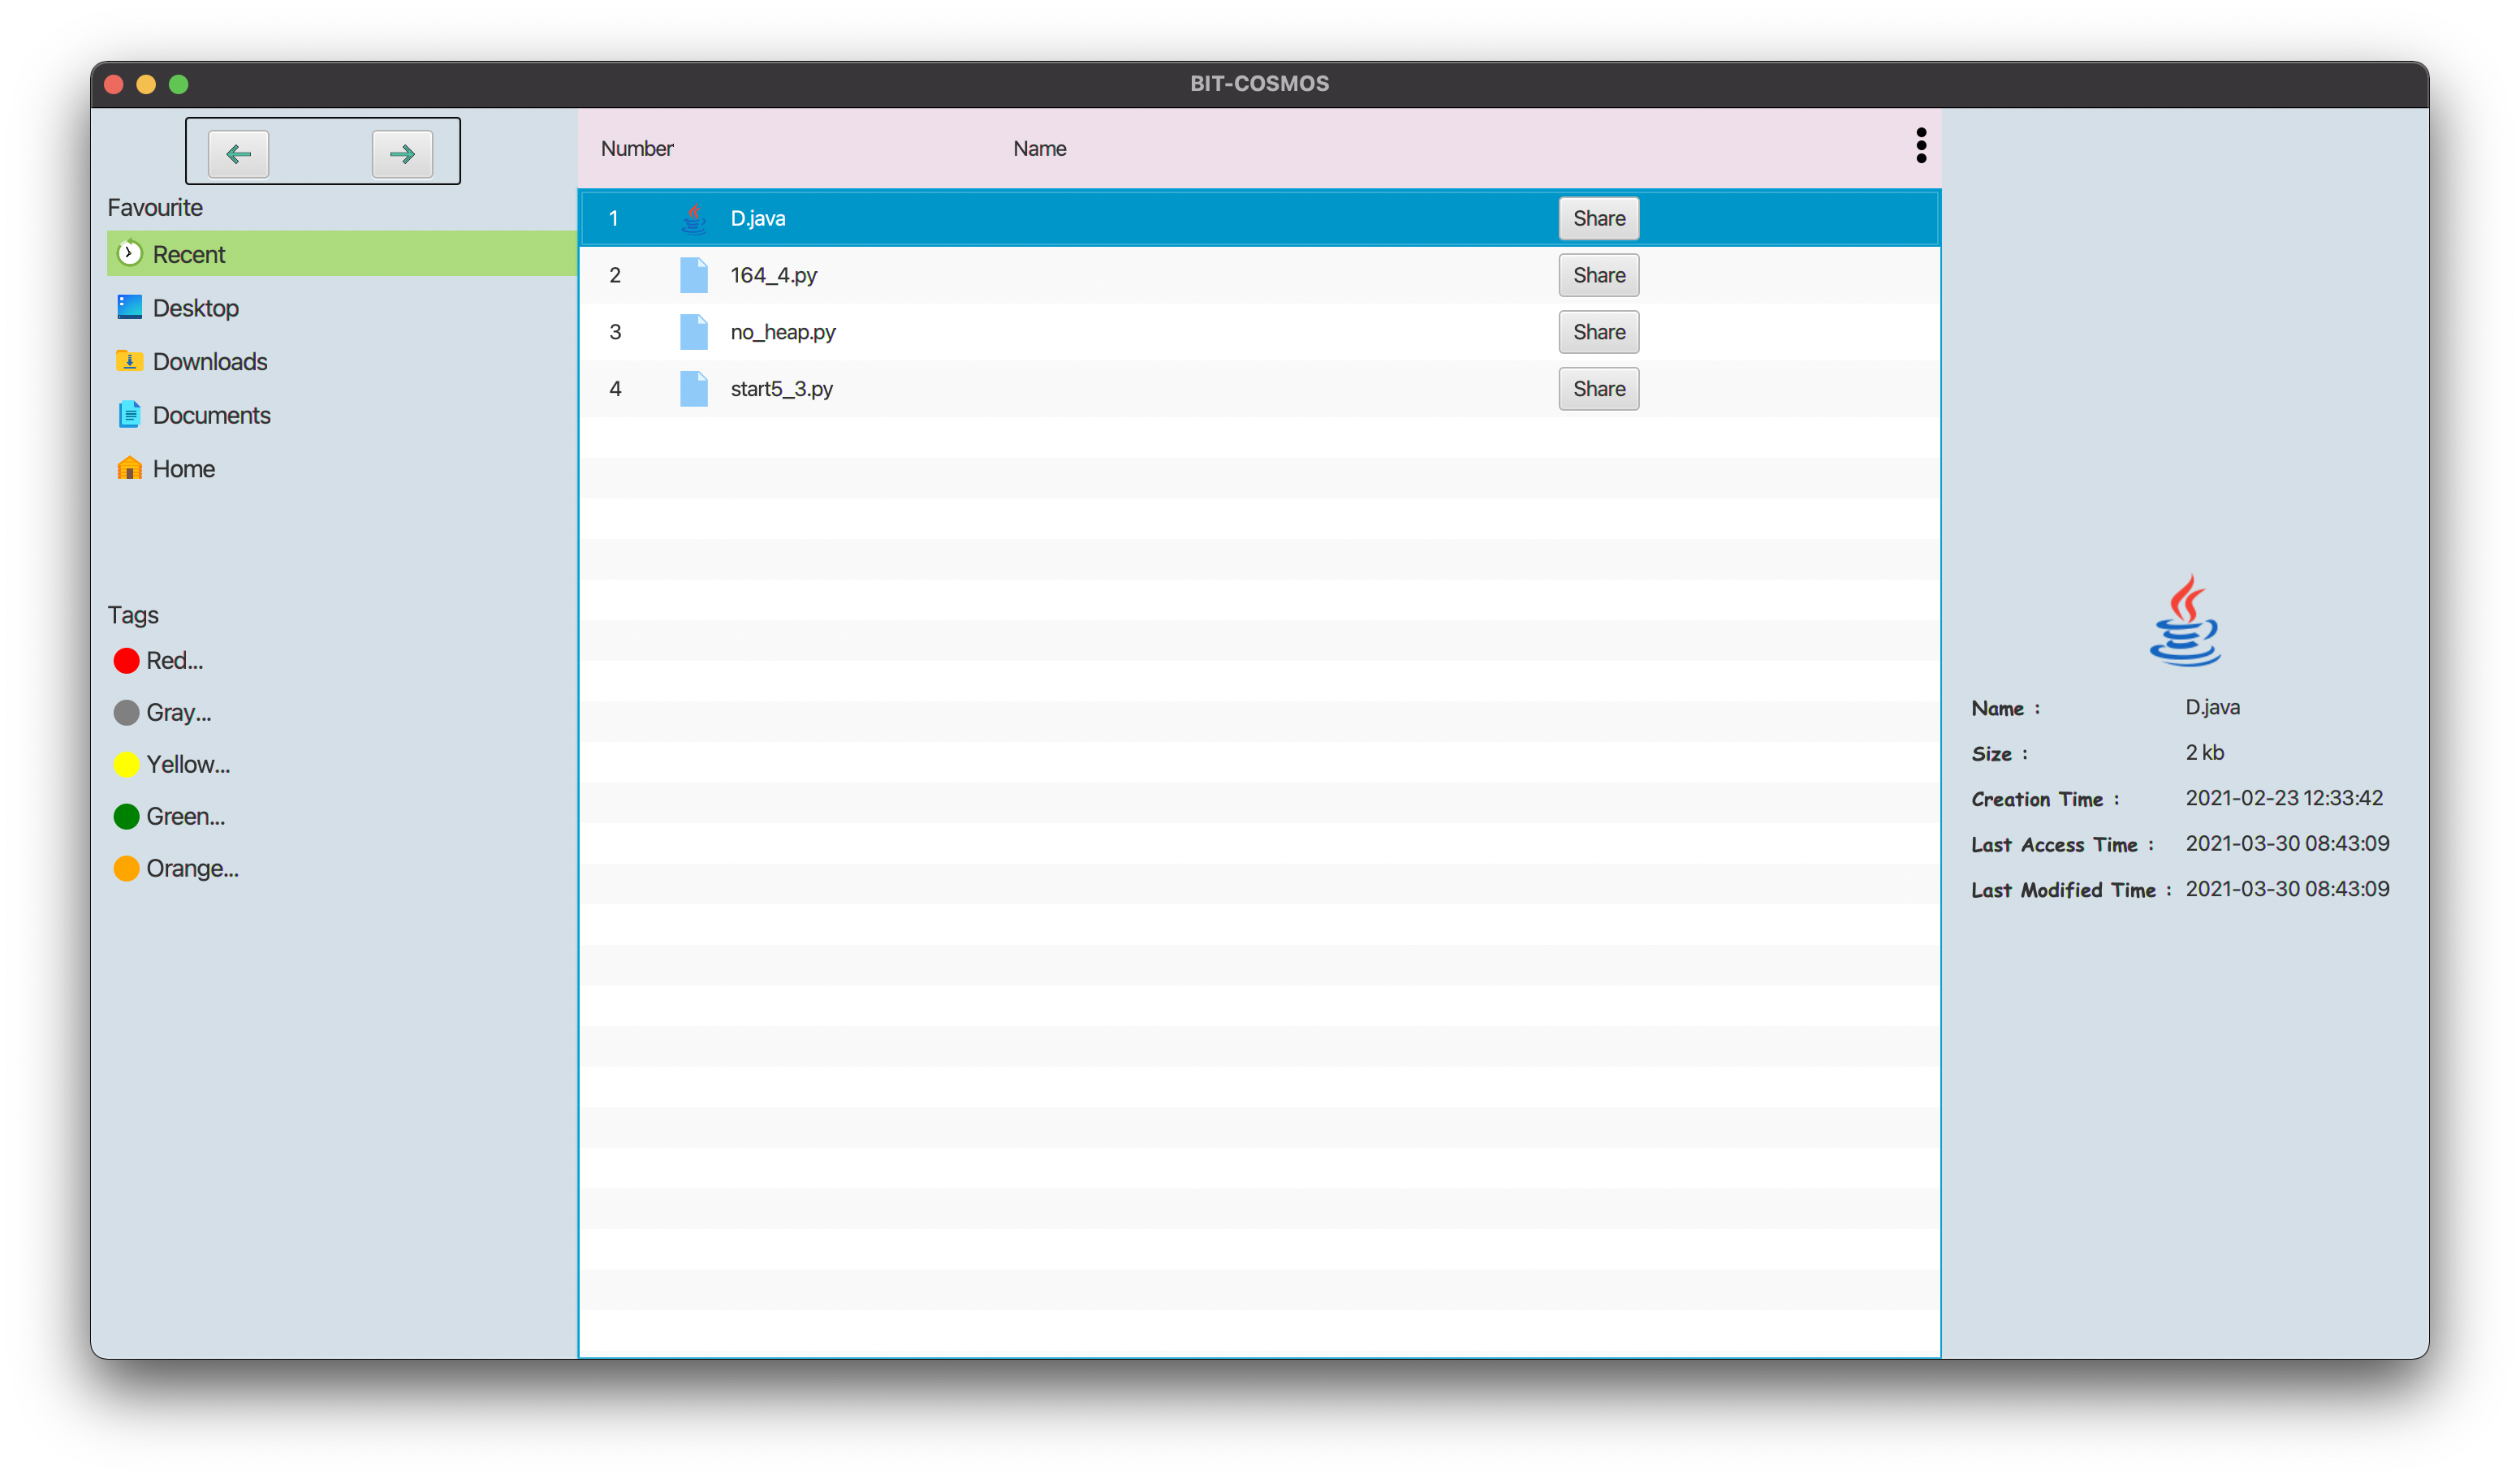 BIT-COSMOS
Favourite
Recent
Desktop
Downloads
Documents
Home
Tags
Red...
Gray...
Yellow...
Green...
Orange...
Number Name
1 D.java Share
2 164_4.py Share
3 no_heap.py Share
4 start5_3.py Share
Name : D.java
Size : 2 kb
Creation Time : 2021-02-23 12:33:42
Last Access Time : 2021-03-30 08:43:09
Last Modified Time : 2021-03-30 08:43:09